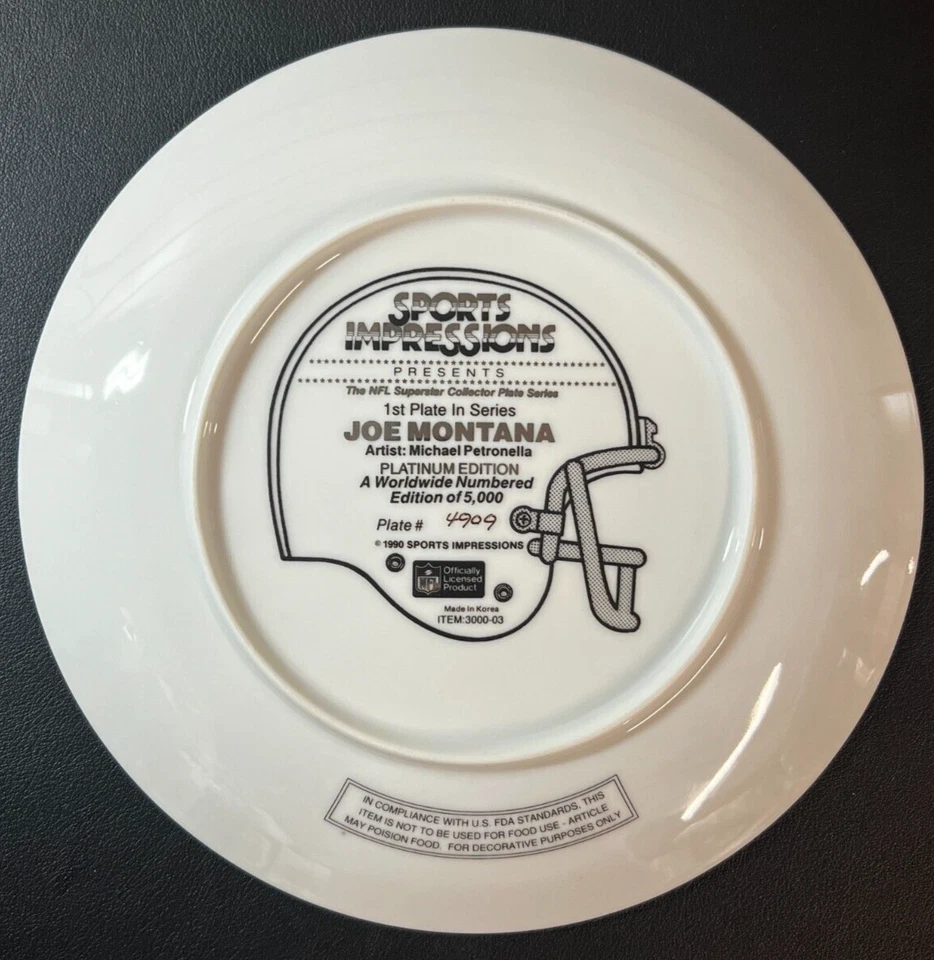 SPORTS
IMPRESSIONS
PRESENTS
The NFL Superstar Collector Plate Series
1st Plate In Series
JOE MONTANA
Artist: Michael Petronella
PLATINUM EDITION
A Worldwide Numbered
Edition of 5,000
Plate # 4909
© 1990 SPORTS IMPRESSIONS
NFL
Officially
Licensed
Product
Made In Korea
ITEM:3000-03
IN COMPLIANCE WITH U.S. FDA STANDARDS. THIS
ITEM IS NOT TO BE USED FOR FOOD USE - ARTICLE
MAY POISION FOOD. FOR DECORATIVE PURPOSES ONLY